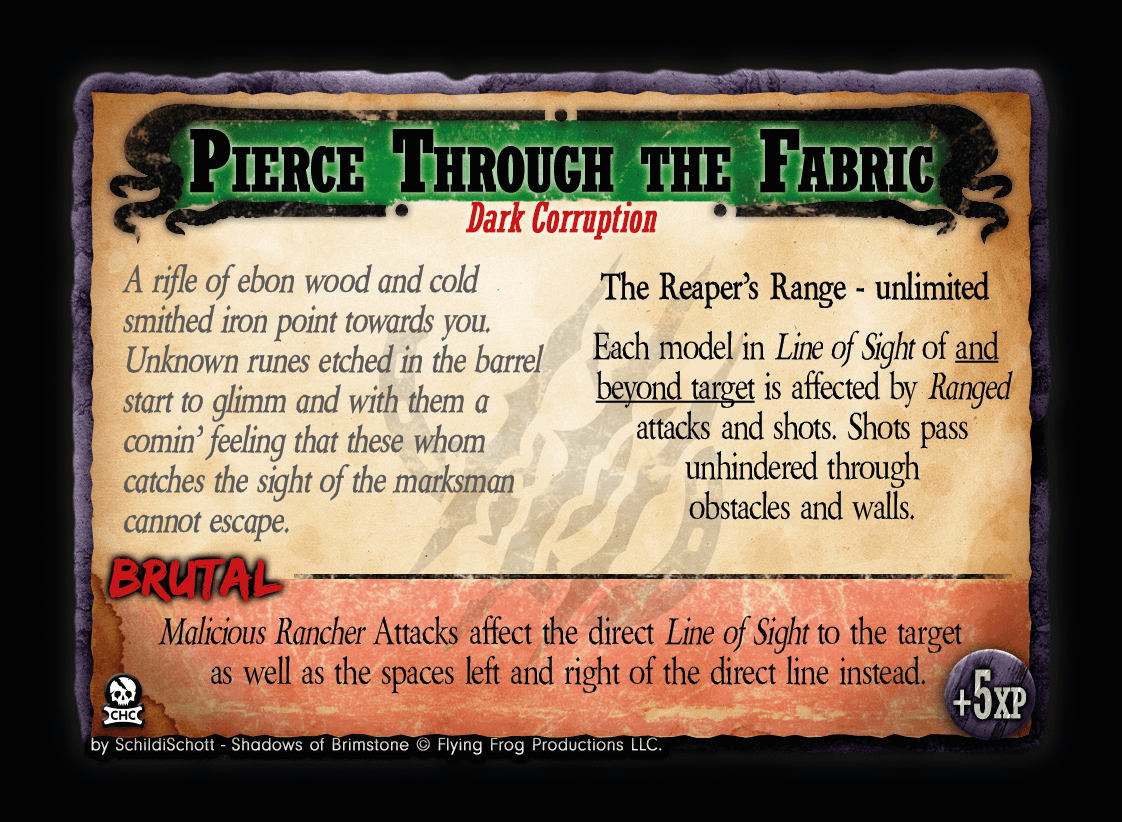 Pierce Through the Fabric
Dark Corruption
A rifle of ebon wood and cold
smithed iron point towards you.
Unknown runes etched in the barrel
start to glimm and with them a
comin' feeling that these whom
catches the sight of the marksman
cannot escape.
The Reaper's Range - unlimited
Each model in Line of Sight of and
beyond target is affected by Ranged
attacks and shots. Shots pass
unhindered through
obstacles and walls.
BRUTAL
Malicious Rancher Attacks affect the direct Line of Sight to the target
as well as the spaces left and right of the direct line instead.
+5XP
CHC
by SchildiSchott - Shadows of Brimstone © Flying Frog Productions LLC.